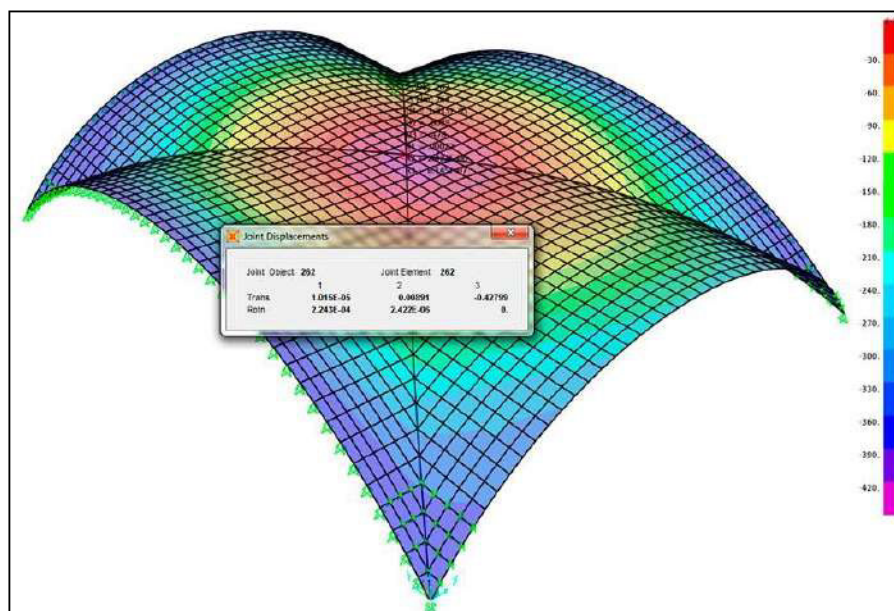 Joint Displacements
Joint Object 262 Joint Element 262
1 2 3
Trans 1.015E-05 0.00891 -0.42799
Rotn 2.243E-04 2.422E-06 0.
-30.
-60.
-90.
-120.
-150.
-180.
-210.
-240.
-270.
-300.
-330.
-360.
-390.
-420.